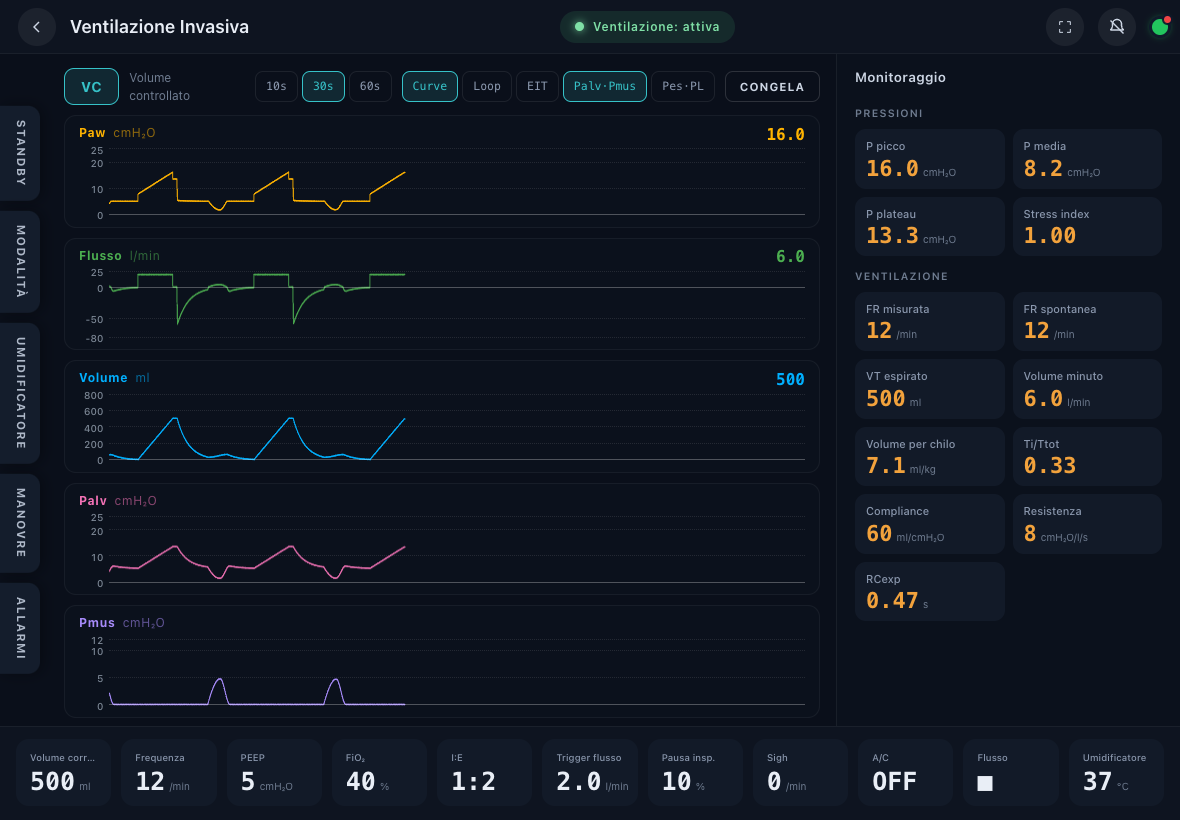 Ventilazione Invasiva
Ventilazione: attiva
STANDBY
MODALITÀ
UMIDIFICATORE
MANOVRE
ALLARMI
VC
Volume
controllato
10s 30s 60s Curve Loop EIT Palv·Pmus Pes·PL CONGELA
Paw cmH₂O 16.0
25
20
10
0
Flusso l/min 6.0
25
0
-50
-80
Volume ml 500
800
600
400
200
0
Palv cmH₂O
25
20
10
0
Pmus cmH₂O
12
10
5
0
Monitoraggio
PRESSIONI
P picco
16.0 cmH₂O
P media
8.2 cmH₂O
P plateau
13.3 cmH₂O
Stress index
1.00
VENTILAZIONE
FR misurata
12 /min
FR spontanea
12 /min
VT espirato
500 ml
Volume minuto
6.0 l/min
Volume per chilo
7.1 ml/kg
Ti/Ttot
0.33
Compliance
60 ml/cmH₂O
Resistenza
8 cmH₂O/l/s
RCexp
0.47 s
Volume corr...
500 ml
Frequenza
12 /min
PEEP
5 cmH₂O
FiO₂
40 %
I:E
1:2
Trigger flusso
2.0 l/min
Pausa insp.
10 %
Sigh
0 /min
A/C
OFF
Flusso
■
Umidificatore
37 °C